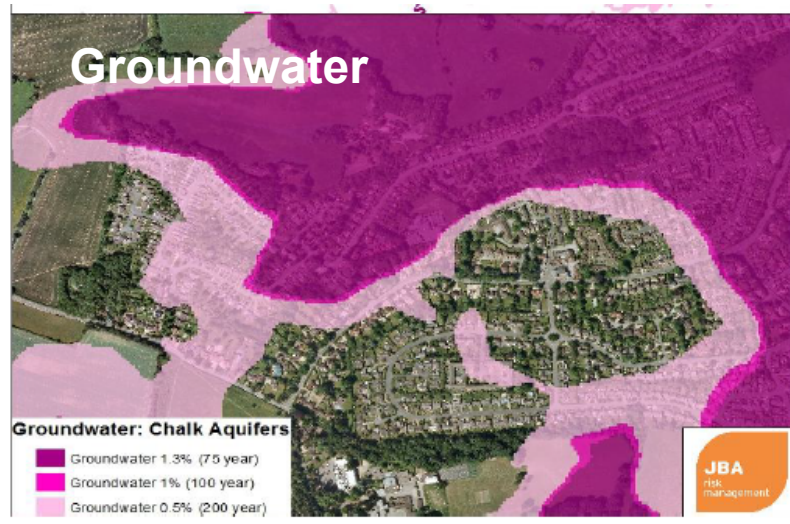 Groundwater
Groundwater: Chalk Aquifers
Groundwater 1.3% (75 year)
Groundwater 1% (100 year)
Groundwater 0.5% (200 year)
JBA
risk
management